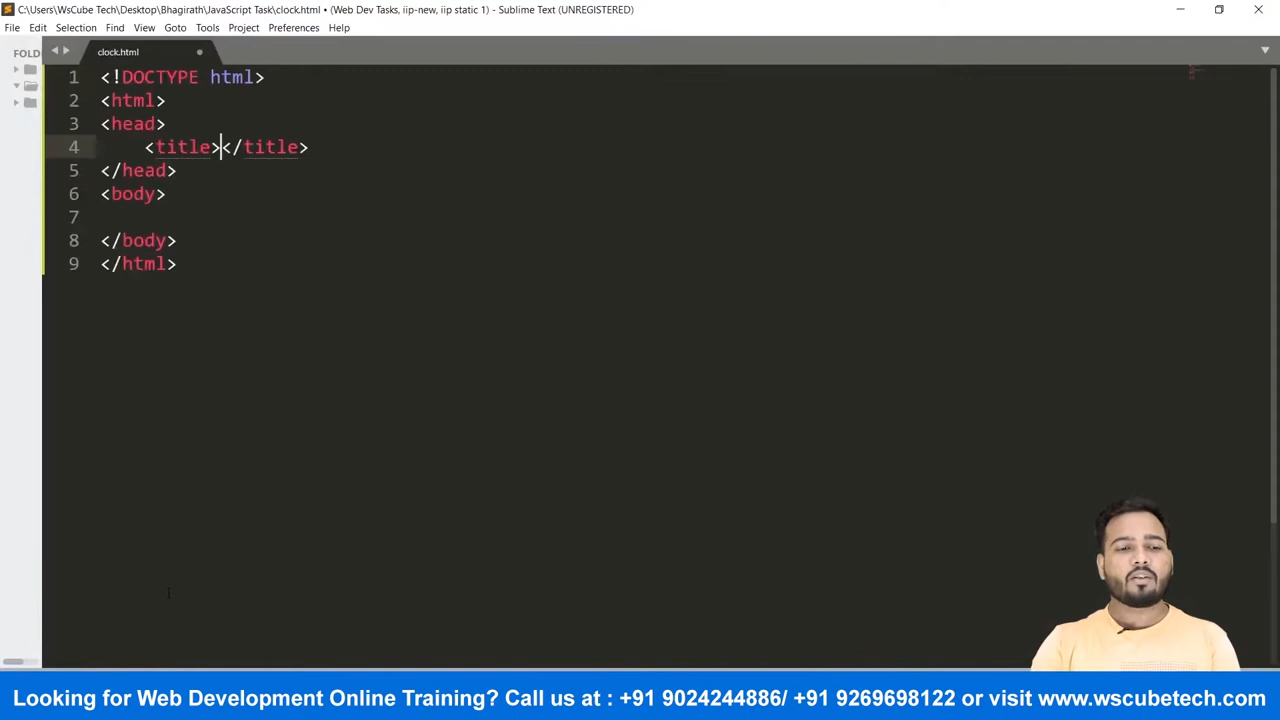 C:\Users\WsCube Tech\Desktop\Bhagirath\JavaScript Task\clock.html • (Web Dev Tasks, iip-new, iip static 1) - Sublime Text (UNREGISTERED)
File Edit Selection Find View Goto Tools Project Preferences Help
FOLD
clock.html
1 <!DOCTYPE html>
2 <html>
3 <head>
4 <title></title>
5 </head>
6 <body>
7
8 </body>
9 </html>
Looking for Web Development Online Training? Call us at : +91 9024244886/ +91 9269698122 or visit www.wscubetech.com